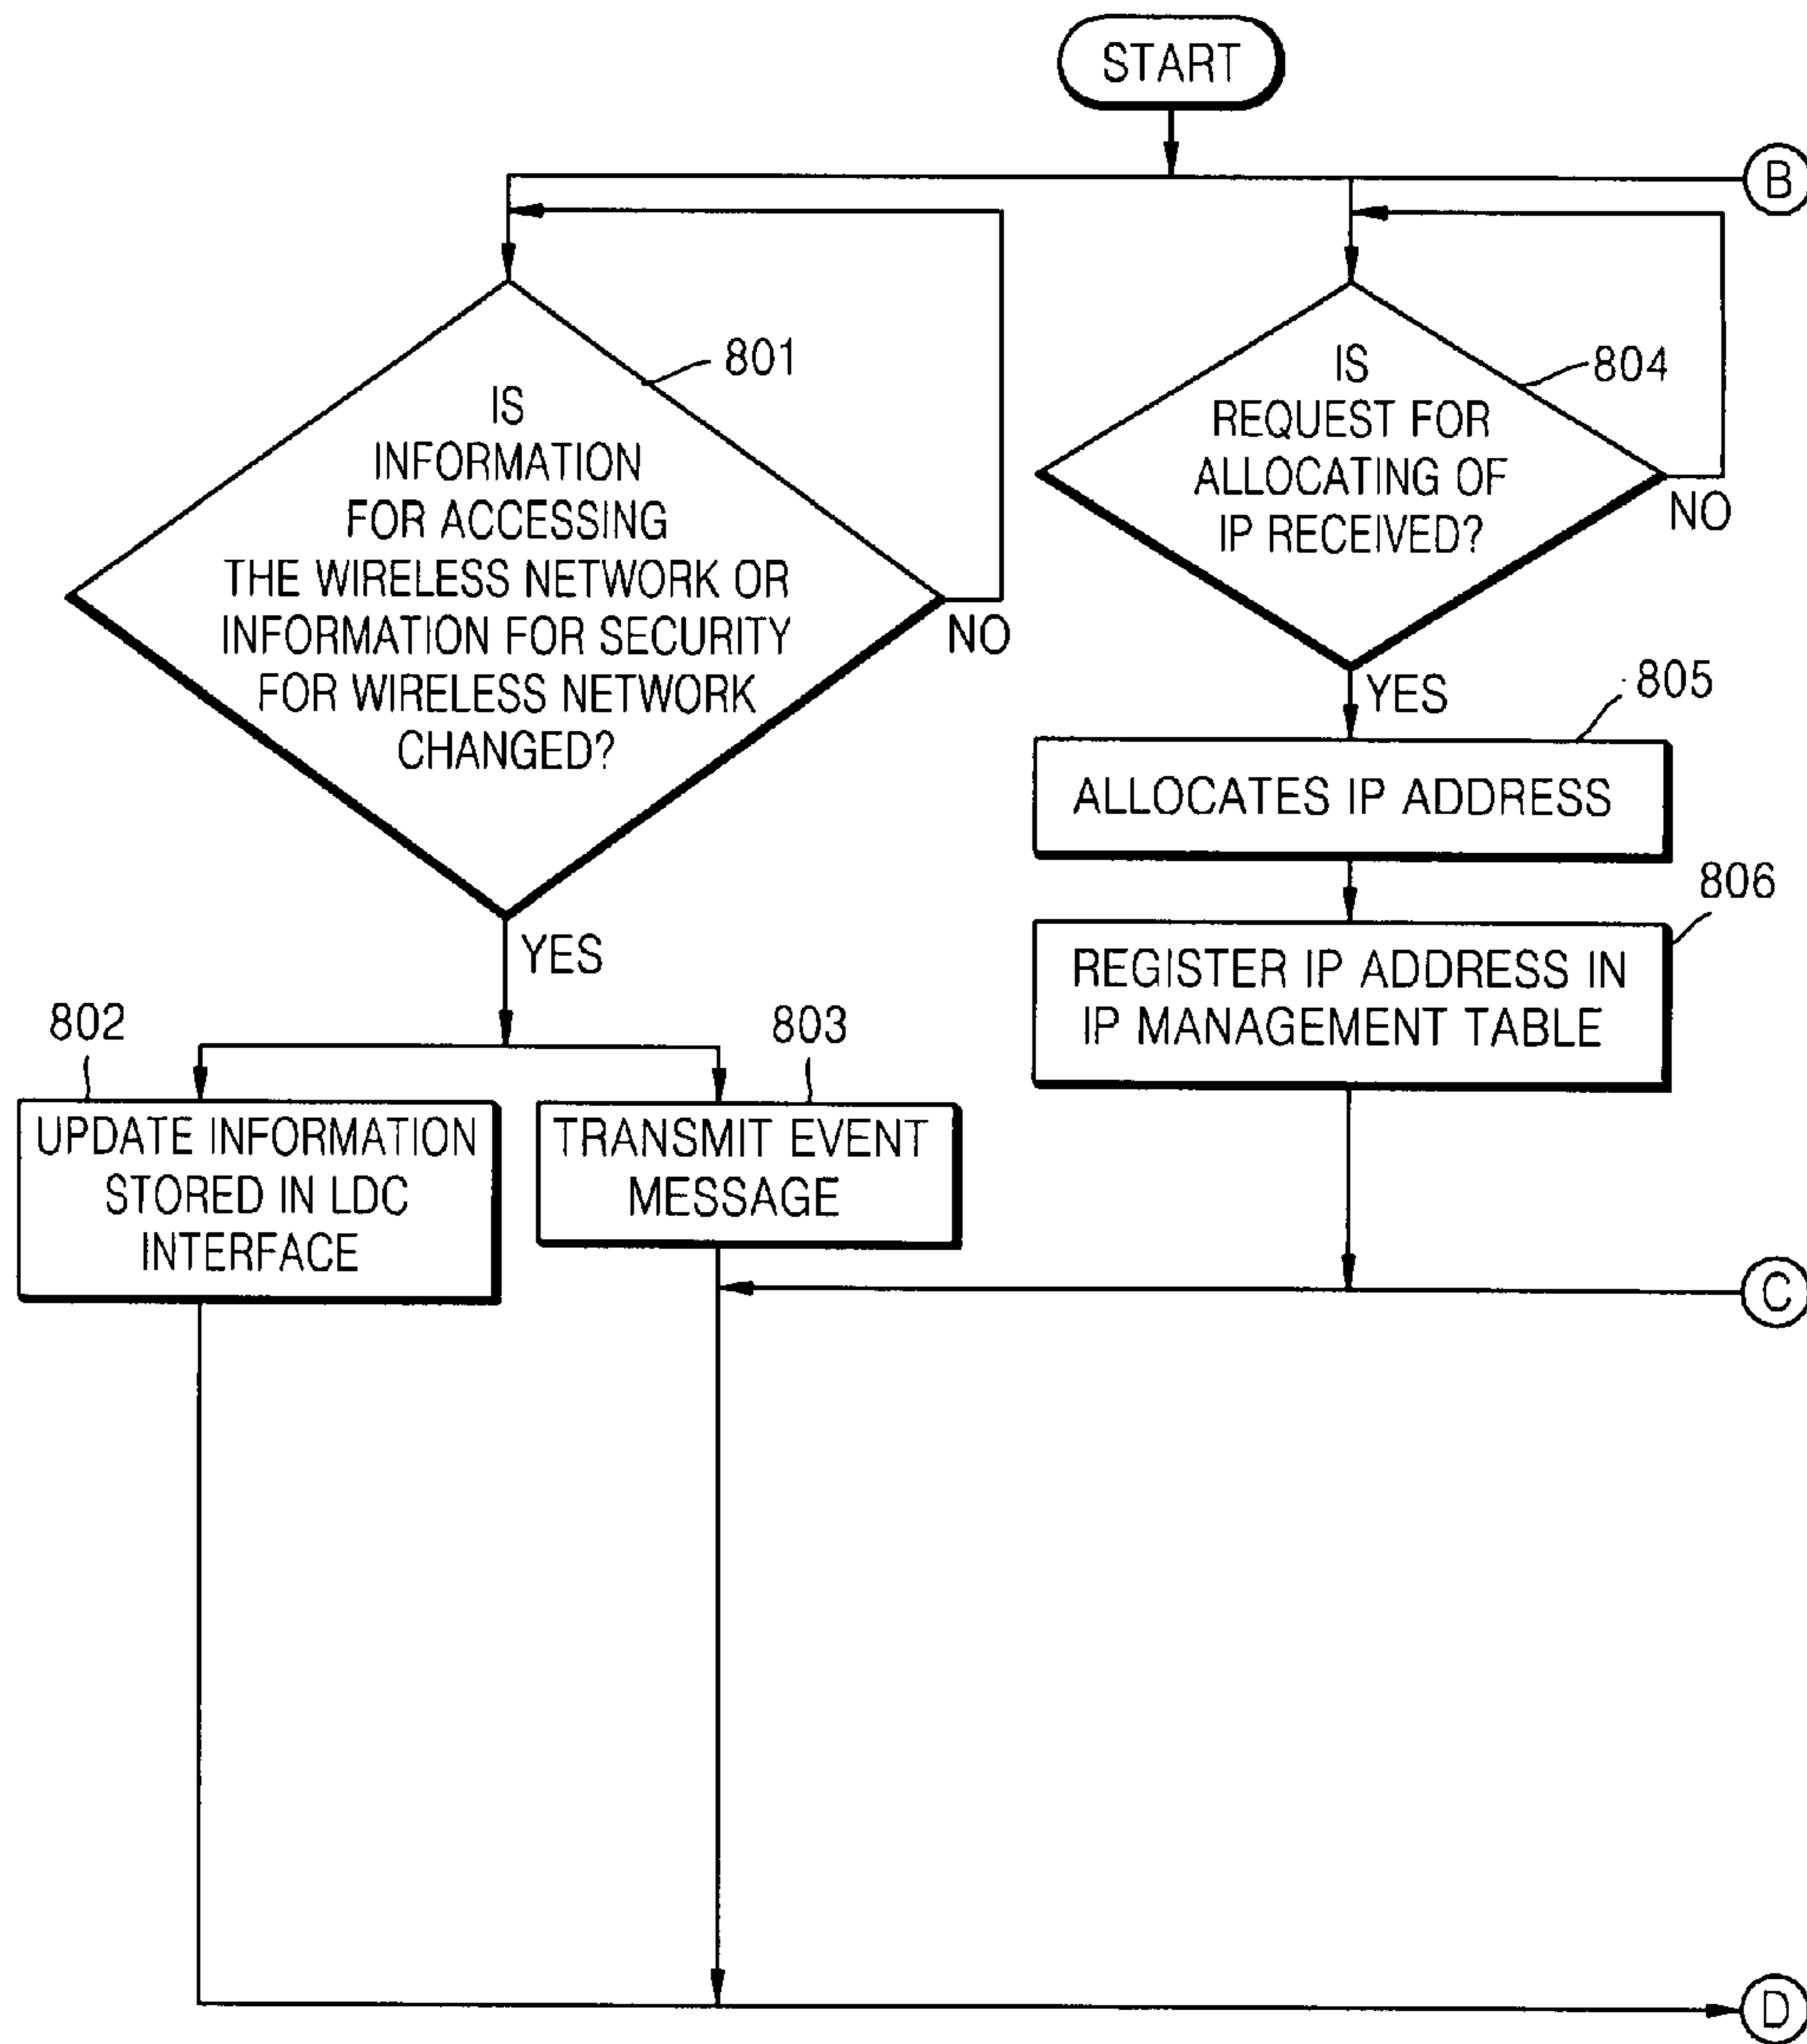 START
B
801
IS
INFORMATION
FOR ACCESSING
THE WIRELESS NETWORK OR
INFORMATION FOR SECURITY
FOR WIRELESS NETWORK
CHANGED?
NO
YES
804
IS
REQUEST FOR
ALLOCATING OF
IP RECEIVED?
NO
YES
805
ALLOCATES IP ADDRESS
806
REGISTER IP ADDRESS IN
IP MANAGEMENT TABLE
802
UPDATE INFORMATION
STORED IN LDC
INTERFACE
803
TRANSMIT EVENT
MESSAGE
C
D